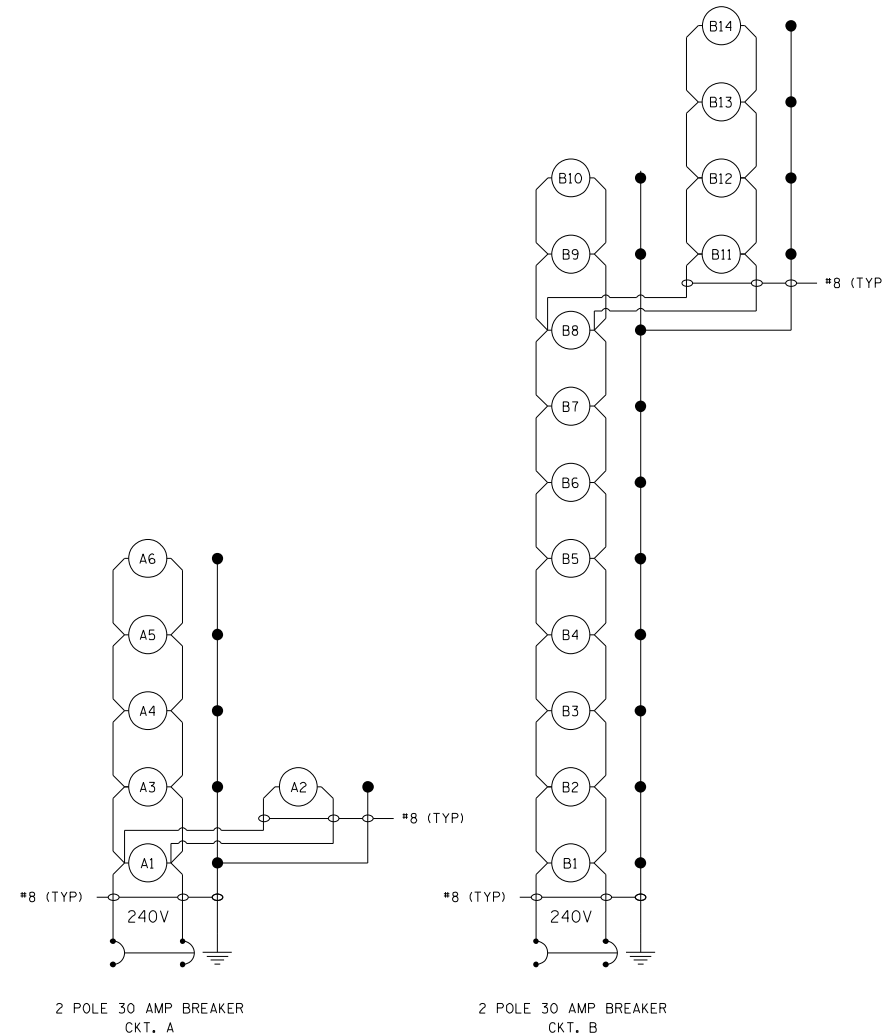 B14
B13
B10
B12
B9
B11
#8 (TYP
B8
B7
B6
A6
B5
A5
B4
A4
B3
A3
A2
B2
#8 (TYP)
A1
B1
#8 (TYP)
#8 (TYP)
240V
240V
2 POLE 30 AMP BREAKER
CKT. A
2 POLE 30 AMP BREAKER
CKT. B